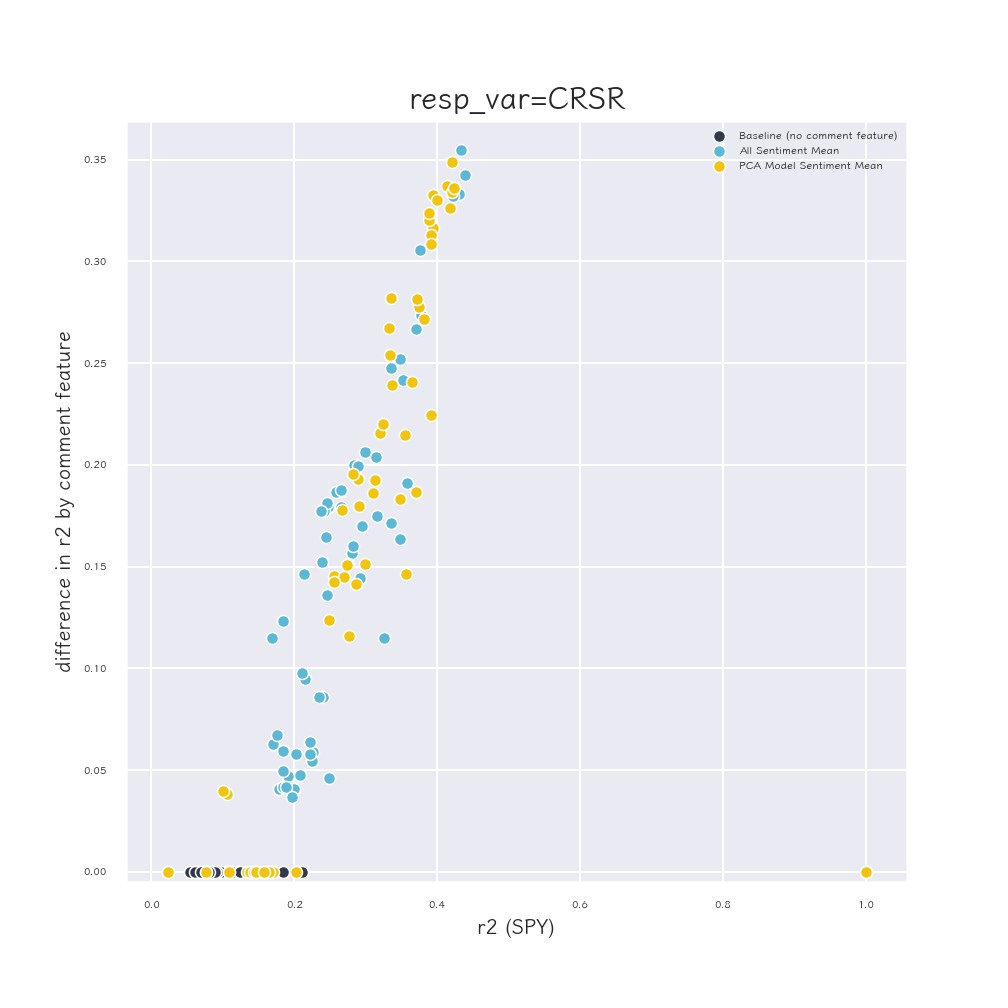 resp_var=CRSR
Baseline (no comment feature)
All Sentiment Mean
PCA Model Sentiment Mean
difference in r2 by comment feature
0.35
0.30
0.25
0.20
0.15
0.10
0.05
0.00
0.0 0.2 0.4 0.6 0.8 1.0
r2 (SPY)